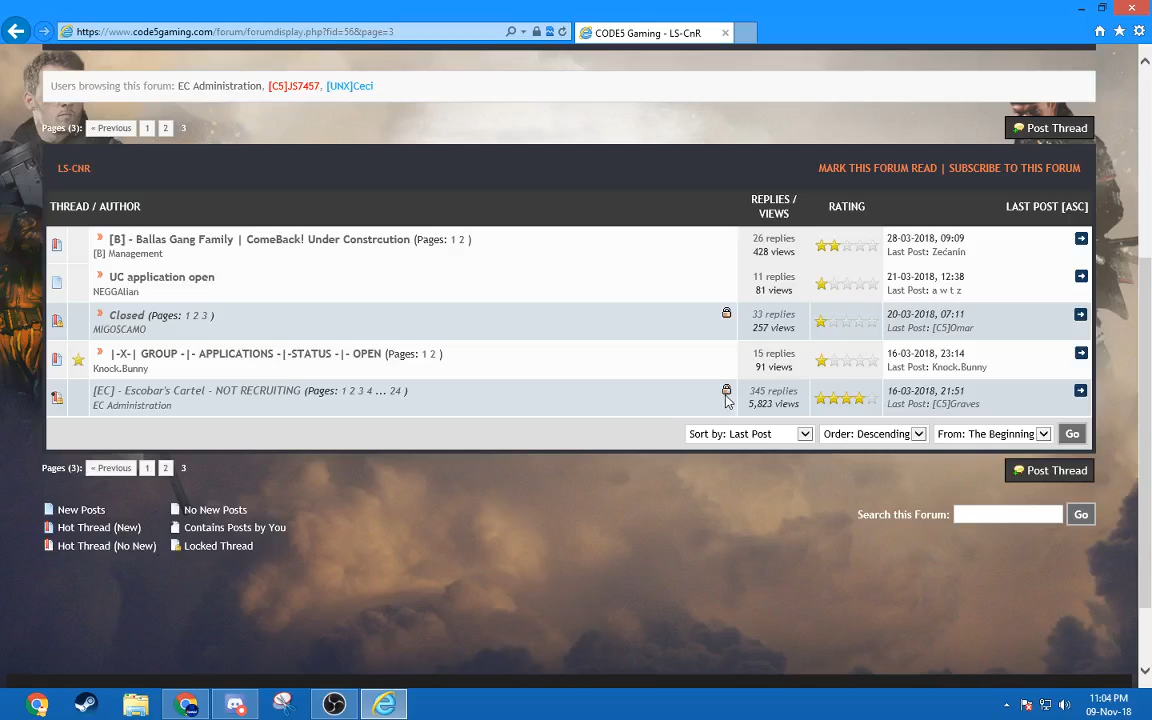 https://www.code5gaming.com/forum/forumdisplay.php?fid=56&page=3
CODE5 Gaming - LS-CnR
Users browsing this forum: EC Administration, [C5]JS7457, [UNX]Ceci
Pages (3): « Previous 1 2 3
Post Thread
LS-CNR
MARK THIS FORUM READ | SUBSCRIBE TO THIS FORUM
THREAD / AUTHOR
REPLIES / VIEWS
RATING
LAST POST [ASC]
[B] - Ballas Gang Family | ComeBack! Under Constrcution (Pages: 1 2 )
[B] Management
26 replies
428 views
28-03-2018, 09:09
Last Post: Zećanin
UC application open
NEGGAlian
11 replies
81 views
21-03-2018, 12:38
Last Post: a w t z
Closed (Pages: 1 2 3 )
MIGO$CAMO
33 replies
257 views
20-03-2018, 07:11
Last Post: [C5]Omar
|-X-| GROUP -|- APPLICATIONS -|-STATUS -|- OPEN (Pages: 1 2 )
Knock.Bunny
15 replies
91 views
16-03-2018, 23:14
Last Post: Knock.Bunny
[EC] - Escobar's Cartel - NOT RECRUITING (Pages: 1 2 3 4 ... 24 )
EC Administration
345 replies
5,823 views
16-03-2018, 21:51
Last Post: [C5]Graves
Sort by: Last Post
Order: Descending
From: The Beginning
Go
Pages (3): « Previous 1 2 3
Post Thread
New Posts
No New Posts
Hot Thread (New)
Contains Posts by You
Hot Thread (No New)
Locked Thread
Search this Forum:
Go
11:04 PM
09-Nov-18